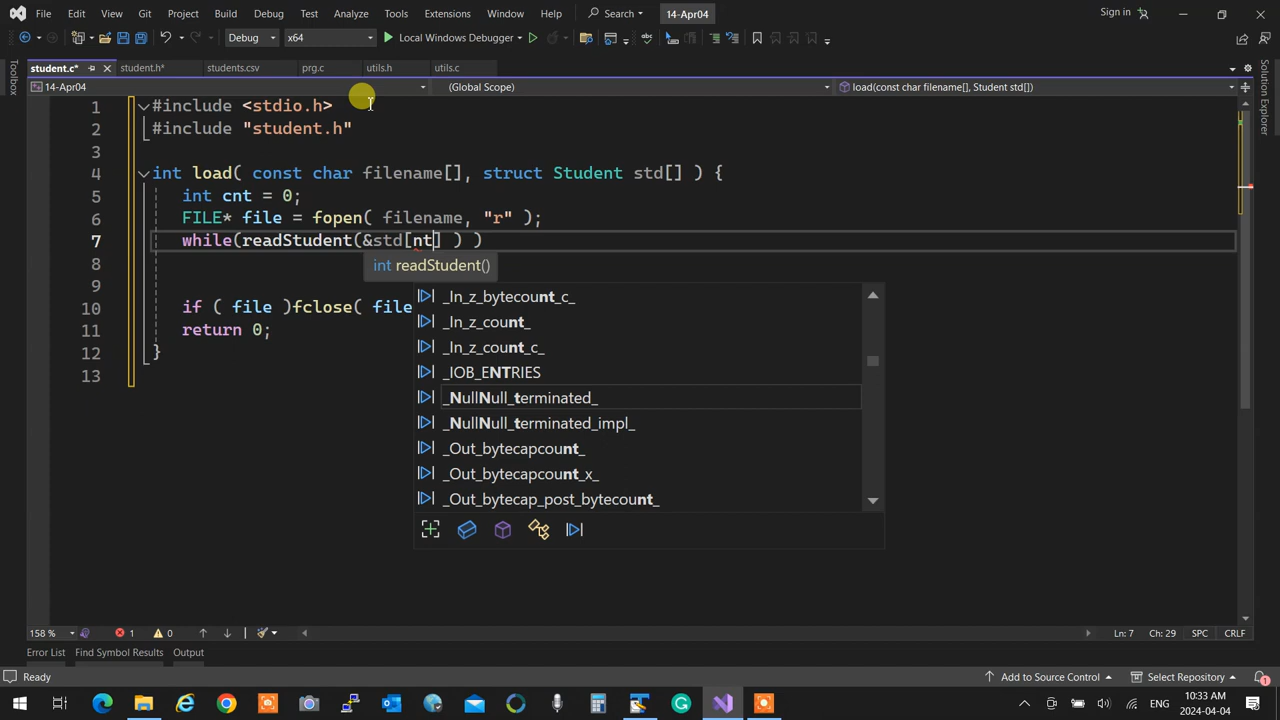 File Edit View Git Project Build Debug Test Analyze Tools Extensions Window Help Search 14-Apr04 Sign in
Debug x64 Local Windows Debugger
student.c* student.h* students.csv prg.c utils.h utils.c
14-Apr04 (Global Scope) load(const char filename[], Student std[])
Toolbox
Solution Explorer
1 #include <stdio.h>
2 #include "student.h"
3
4 int load( const char filename[], struct Student std[] ) {
5 int cnt = 0;
6 FILE* file = fopen( filename, "r" );
7 while(readStudent(&std[nt] ) )
8 int readStudent()
9
_In_z_bytecount_c_
10 if ( file )fclose( file
_In_z_count_
11 return 0;
_In_z_count_c_
12 }
_IOB_ENTRIES
13
_NullNull_terminated_
_NullNull_terminated_impl_
_Out_bytecapcount_
_Out_bytecapcount_x_
_Out_bytecap_post_bytecount_
158 % 1 0 Ln: 7 Ch: 29 SPC CRLF
Error List Find Symbol Results Output
Ready Add to Source Control Select Repository 1
ENG 10:33 AM 2024-04-04